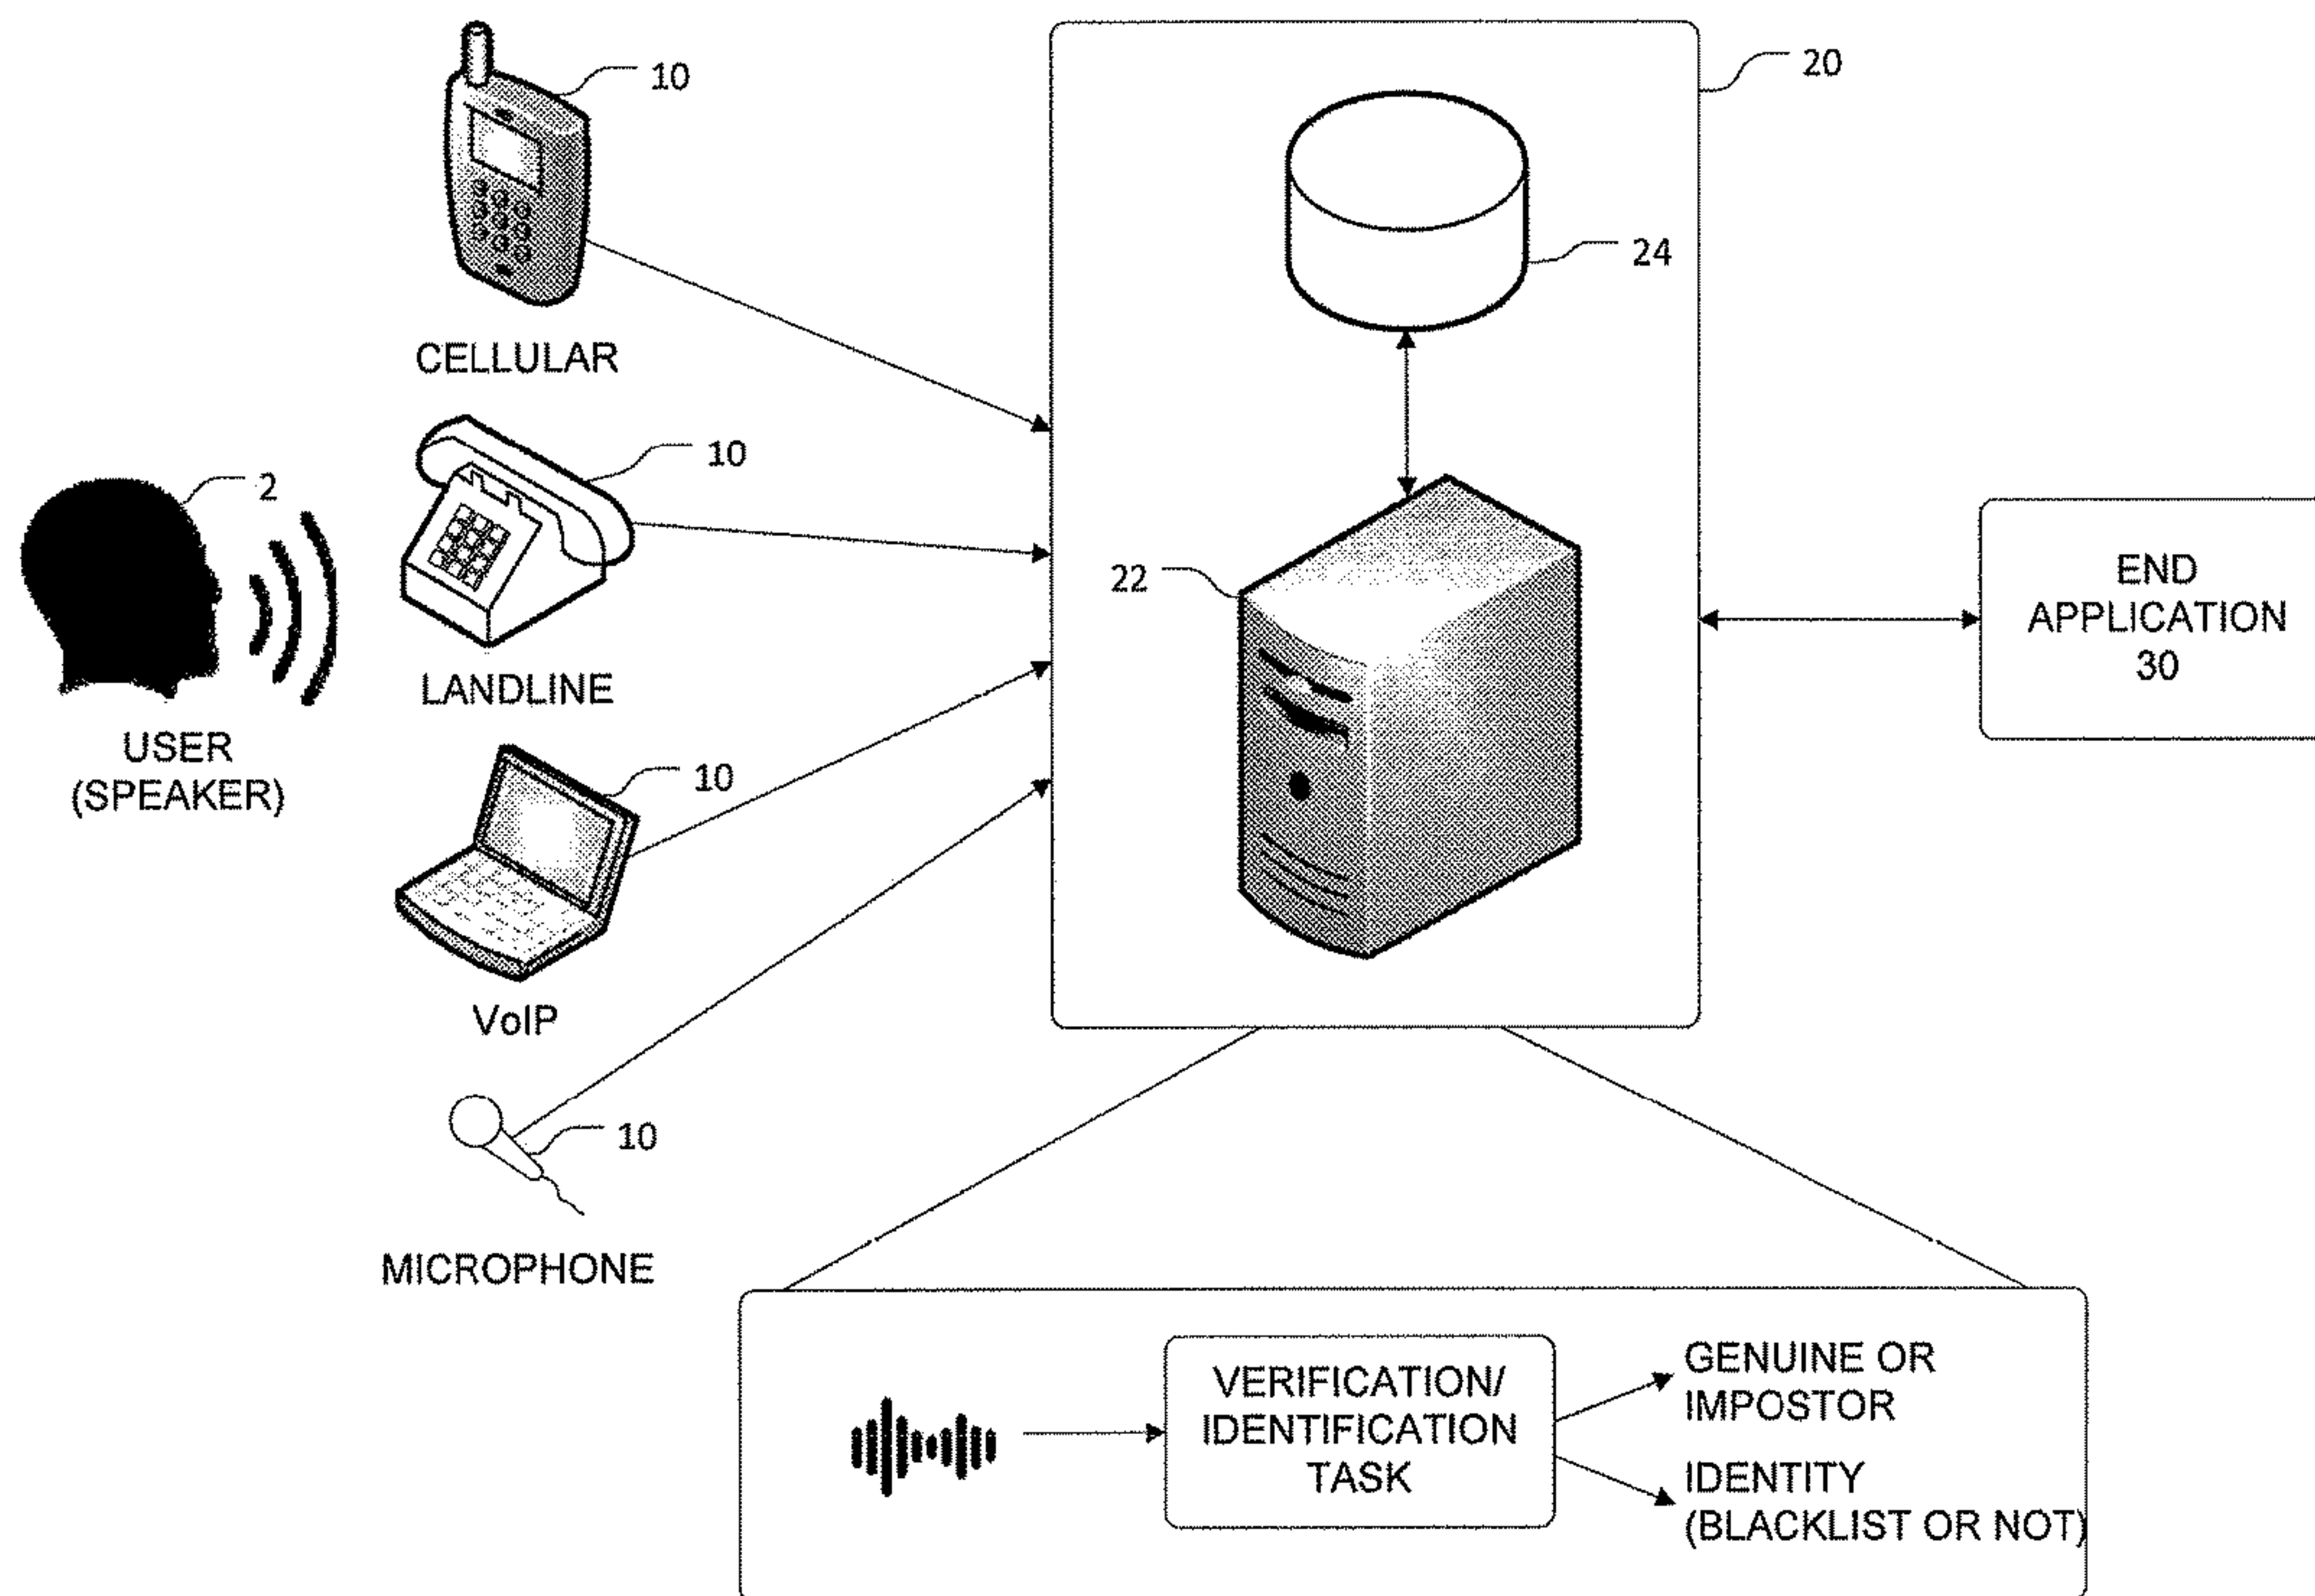 10
CELLULAR
20
24
10
LANDLINE
2
USER
(SPEAKER)
22
END
APPLICATION
30
10
VoIP
10
MICROPHONE
VERIFICATION/
IDENTIFICATION
TASK
GENUINE OR
IMPOSTOR
IDENTITY
(BLACKLIST OR NOT)